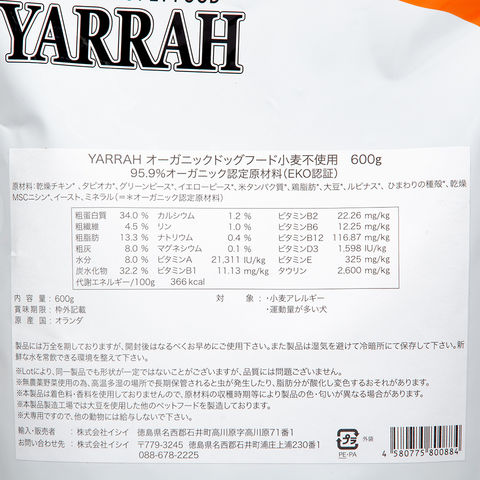 YARRAH
YARRAH オーガニックドッグフード小麦不使用 600g
95.9%オーガニック認定原材料(EKO認証)
原材料:乾燥チキン*、タピオカ*、グリーンピース*、イエローピース*、米タンパク質*、鶏脂肪*、大豆*、ルピナス*、ひまわりの種殻*、乾燥
MSCニシン*、イースト、ミネラル(=*オーガニック認定原材料)
粗蛋白質 34.0 % カルシウム 1.2 % ビタミンB2 22.26 mg/kg
粗繊維 4.5 % リン 1.0 % ビタミンB6 12.25 mg/kg
粗脂肪 13.3 % ナトリウム 0.4 % ビタミンB12 116.87 mg/kg
粗灰 8.0 % マグネシウム 0.1 % ビタミンD3 1,598 IU/kg
水分 8.0 % ビタミンA 21,311 IU/kg ビタミンE 325 mg/kg
炭水化物 32.2 % ビタミンB1 11.13 mg/kg タウリン 2,600 mg/kg
代謝エネルギー/100g 366 kcal
内容量:600g 対象:・小麦アレルギー
賞味期限:枠外記載 ・運動量が多い犬
原産国:オランダ
製品には万全を期しておりますが、開封後はなるべくお早めにご使用下さい。また製品は湿気を避けて冷暗所にて保存して下さい。新
鮮な水を常飲できる環境を整えて下さい。
※Lotにより、同一製品でも形状が一定ではないことがございますが、品質には問題ございません。
※無農薬野菜使用の為、高温多湿の場所で長期保管されると虫が発生したり、脂肪分が酸化し変色するおそれがあります。
※本製品は着色料・香料を使用しておりませんので、原材料の収穫時期等により製品の色・匂いが異なる場合があります。
※本製品製造工場では大豆を使用した他のペットフードを製造しております。
※犬専用ですので、他の動物には給与しないで下さい。
輸入・販売:株式会社イシイ 徳島県名西郡石井町高川原字高川原71番1
お問い合わせ先:株式会社イシイ 〒779-3245 徳島県名西郡石井町浦庄上浦230番1
088-678-2225
プラ
外袋
PE-PA
4 580775 800884